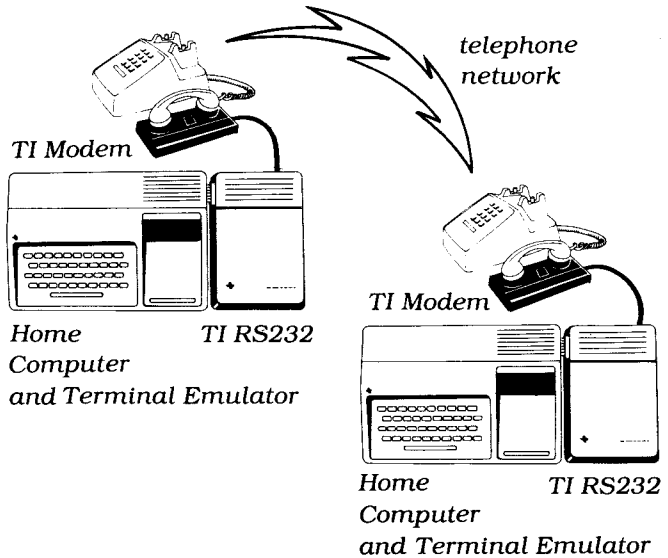 telephone
network
TI Modem
Home
Computer
and Terminal Emulator
TI RS232
TI Modem
Home
Computer
and Terminal Emulator
TI RS232